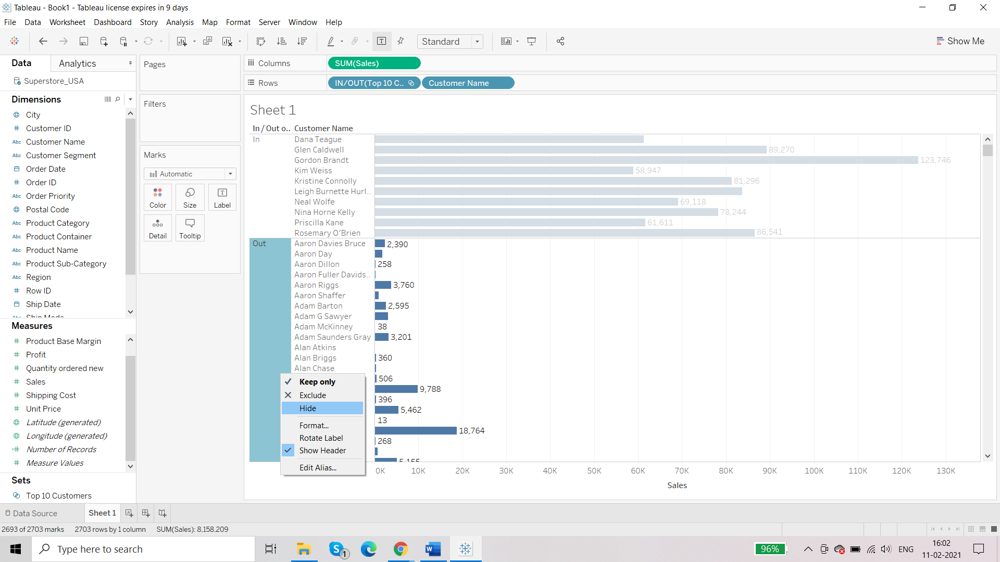 Tableau - Book1 - Tableau license expires in 9 days
File Data Worksheet Dashboard Story Analysis Map Format Server Window Help
Standard
Show Me
Data
Analytics
Superstore_USA
Dimensions
City
Customer ID
Abc Customer Name
Abc Customer Segment
Order Date
Order ID
Abc Order Priority
Postal Code
Abc Product Category
Abc Product Container
Abc Product Name
Abc Product Sub-Category
Abc Region
Row ID
Ship Date
Measures
Product Base Margin
Profit
Quantity ordered new
Sales
Shipping Cost
Unit Price
Latitude (generated)
Longitude (generated)
Number of Records
Measure Values
Sets
Top 10 Customers
Pages
Filters
Marks
Automatic
Color
Size
Label
Detail
Tooltip
Columns
SUM(Sales)
Rows
IN/OUT(Top 10 C..
Customer Name
Sheet 1
In / Out o.. Customer Name
In
Dana Teague
Glen Caldwell 89,270
Gordon Brandt 123,746
Kim Weiss 58,947
Kristine Connolly 81,296
Leigh Burnette Hurl..
Neal Wolfe 69,118
Nina Horne Kelly 78,244
Priscilla Kane 61,611
Rosemary O'Brien 86,541
Out
Aaron Davies Bruce 2,390
Aaron Day
Aaron Dillon 258
Aaron Fuller Davids..
Aaron Riggs 3,760
Aaron Shaffer
Adam Barton 2,595
Adam G Sawyer
Adam McKinney 38
Adam Saunders Gray 3,201
Alan Atkins
Alan Briggs 360
Alan Chase
506
9,788
396
5,462
13
18,764
268
5,155
Keep only
Exclude
Hide
Format...
Rotate Label
Show Header
Edit Alias...
0K 10K 20K 30K 40K 50K 60K 70K 80K 90K 100K 110K 120K 130K
Sales
Data Source
Sheet 1
2693 of 2703 marks 2703 rows by 1 column SUM(Sales): 8,158,209
Type here to search
1
96%
ENG
16:02
11-02-2021